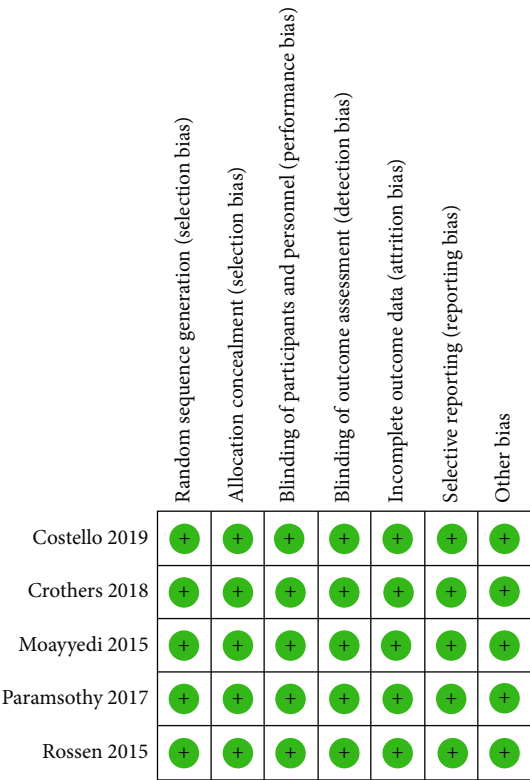 Random sequence generation (selection bias)
Allocation concealment (selection bias)
Blinding of participants and personnel (performance bias)
Blinding of outcome assessment (detection bias)
Incomplete outcome data (attrition bias)
Selective reporting (reporting bias)
Other bias
Costello 2019 + + + + + + +
Crothers 2018 + + + + + + +
Moayyedi 2015 + + + + + + +
Paramsothy 2017 + + + + + + +
Rossen 2015 + + + + + + +